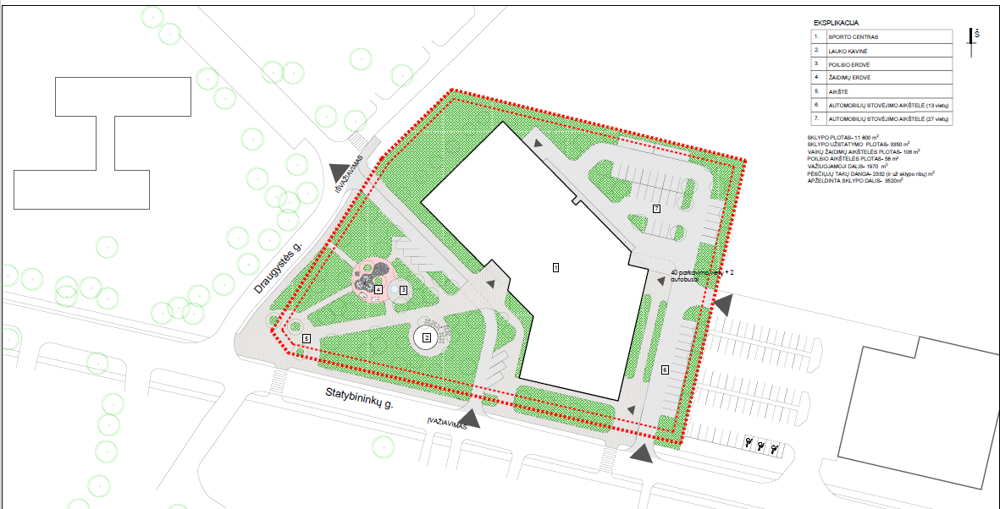 EKSPLIKACIJA
1. SPORTO CENTRAS
2. LAUKO KAVINĖ
3. POILSIO ERDVĖ
4. ŽAIDIMŲ ERDVĖ
5. AIKŠTĖ
6. AUTOMOBILIŲ STOVĖJIMO AIKŠTELĖ (13 vietų)
7. AUTOMOBILIŲ STOVĖJIMO AIKŠTELĖ (27 vietų)
Š
SKLYPO PLOTAS- 11 800 m²
SKLYPO UŽSTATYMO PLOTAS- 3350 m²
VAIKŲ ŽAIDIMŲ AIKŠTELĖS PLOTAS- 106 m²
POILSIO AIKŠTELĖS PLOTAS- 58 m²
VAŽIUOJAMOJI DALIS- 1970 m²
PĖSČIŲJŲ TAKŲ DANGA- 2332 (ir už sklypo ribų) m²
APŽELDINTA SKLYPO DALIS- 3520m²
IŠVAŽIAVIMAS
7
1
Draugystės g.
40 parkavimo vietų + 2
autobusai
4
3
5
2
6
Statybininkų g.
ĮVAŽIAVIMAS